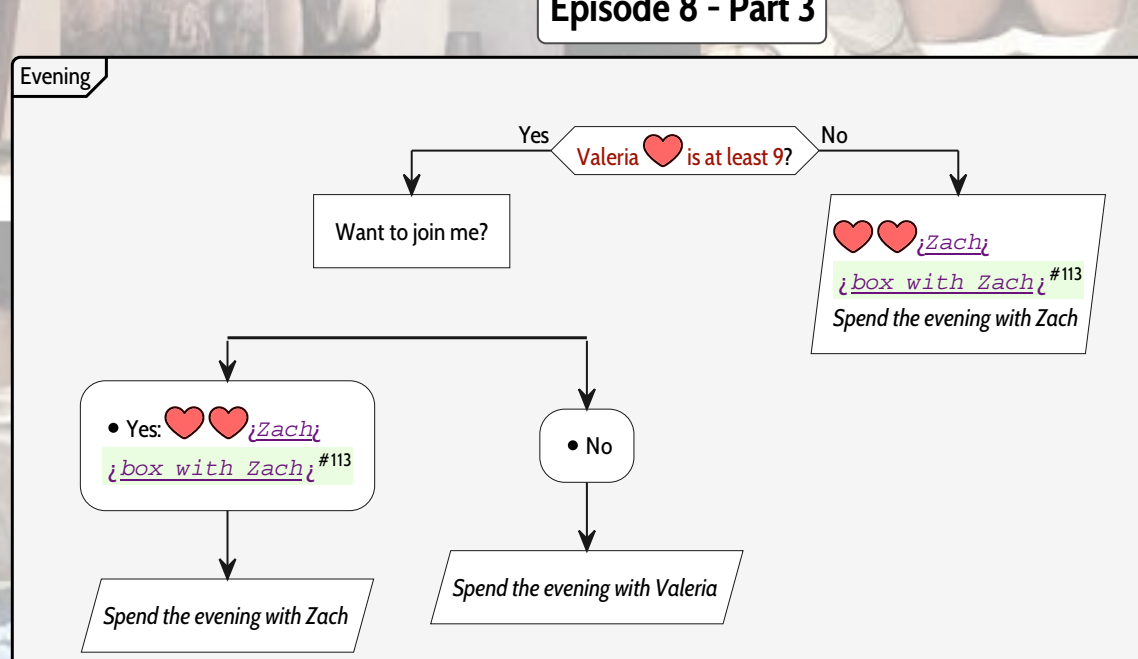 Episode 8 - Part 3
Evening
Yes
Valeria is at least 9?
No
Want to join me?
¿Zach¿
¿box with Zach¿#113
Spend the evening with Zach
• Yes: ¿Zach¿
¿box with Zach¿#113
• No
Spend the evening with Zach
Spend the evening with Valeria